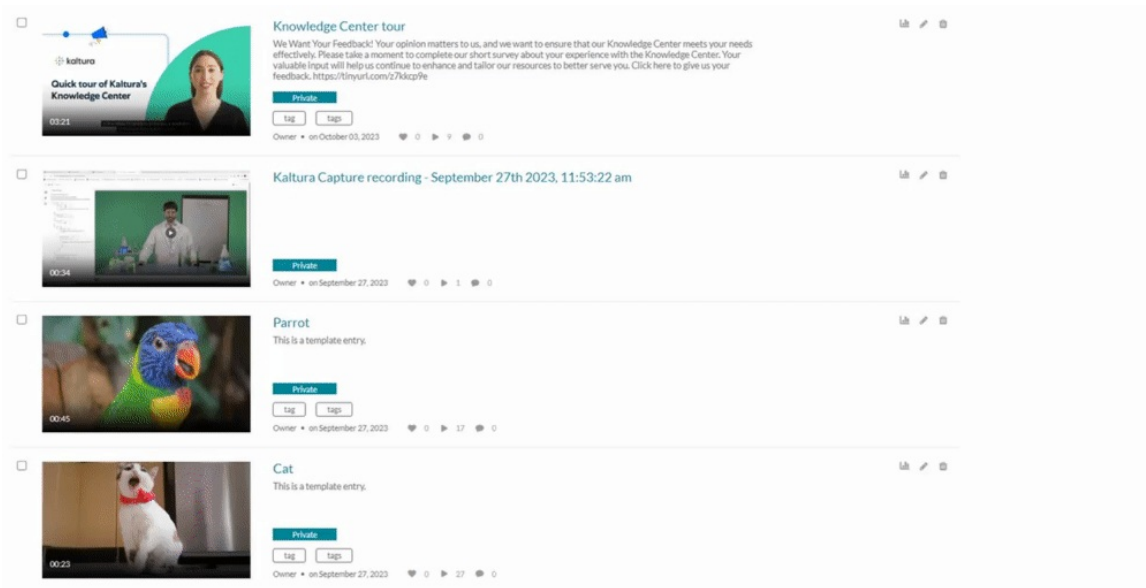 Knowledge Center tour
We Want Your Feedback! Your opinion matters to us, and we want to ensure that our Knowledge Center meets your needs
effectively. Please take a moment to complete our short survey about your experience with the Knowledge Center. Your
valuable input will help us continue to enhance and tailor our resources to better serve you. Click here to give us your
feedback. https://tinyurl.com/z7kkcp9e
kaltura
Quick tour of Kaltura's
Knowledge Center
03:21
Private
tag tags
Owner • on October 03, 2023 0 9 0
Kaltura Capture recording - September 27th 2023, 11:53:22 am
00:34
Private
Owner • on September 27, 2023 0 1 0
Parrot
This is a template entry.
00:45
Private
tag tags
Owner • on September 27, 2023 0 17 0
Cat
This is a template entry.
00:23
Private
tag tags
Owner • on September 27, 2023 0 27 0